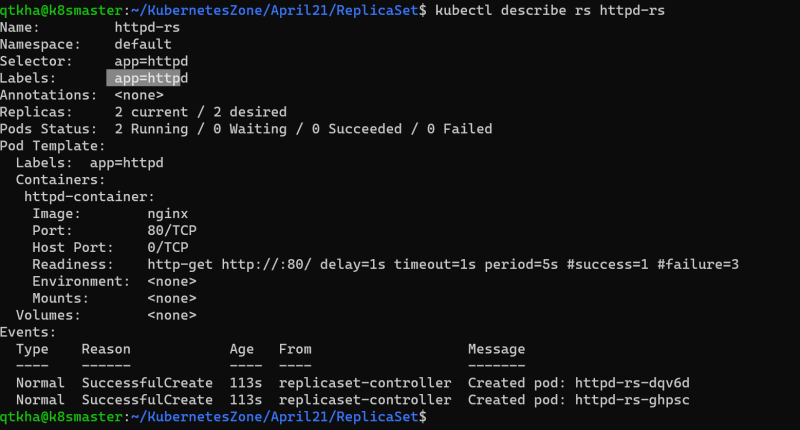 qtkha@k8smaster:~/KubernetesZone/April21/ReplicaSet$ kubectl describe rs httpd-rs
Name:         httpd-rs
Namespace:    default
Selector:     app=httpd
Labels:       app=httpd
Annotations:  <none>
Replicas:     2 current / 2 desired
Pods Status:  2 Running / 0 Waiting / 0 Succeeded / 0 Failed
Pod Template:
  Labels:  app=httpd
  Containers:
   httpd-container:
    Image:        nginx
    Port:         80/TCP
    Host Port:    0/TCP
    Readiness:    http-get http://:80/ delay=1s timeout=1s period=5s #success=1 #failure=3
    Environment:  <none>
    Mounts:       <none>
  Volumes:        <none>
Events:
  Type    Reason            Age   From                   Message
  ----    ------            ----  ----                   -------
  Normal  SuccessfulCreate  113s  replicaset-controller  Created pod: httpd-rs-dqv6d
  Normal  SuccessfulCreate  113s  replicaset-controller  Created pod: httpd-rs-ghpsc
qtkha@k8smaster:~/KubernetesZone/April21/ReplicaSet$